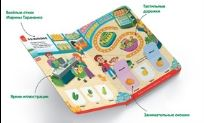 Весёлые стихи
Марины Тараненко
Тактильные
дорожки
Яркие иллюстрации
Занимательные окошки